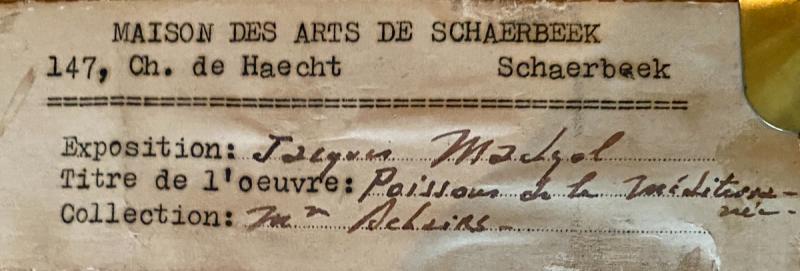 MAISON DES ARTS DE SCHAERBEEK
147, Ch. de Haecht Schaerbeek
Exposition: Jacques Madyol
Titre de l'oeuvre: Poissons de la Méditerra-
née-
Collection: